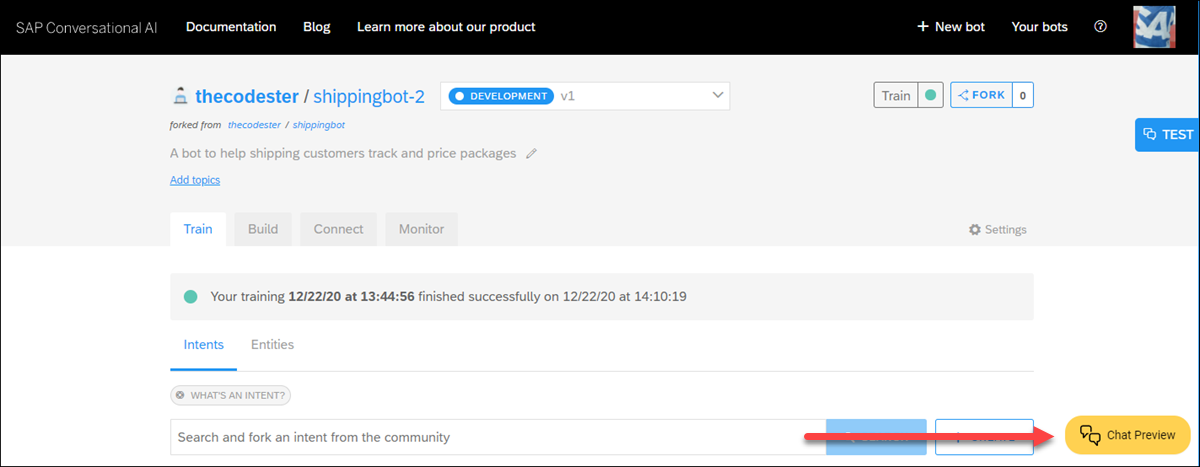 SAP Conversational AI Documentation Blog Learn more about our product + New bot Your bots ?
thecodester / shippingbot-2 DEVELOPMENT v1 Train FORK 0
forked from thecodester / shippingbot
TEST
A bot to help shipping customers track and price packages
Add topics
Train Build Connect Monitor Settings
Your training 12/22/20 at 13:44:56 finished successfully on 12/22/20 at 14:10:19
Intents Entities
WHAT'S AN INTENT?
Search and fork an intent from the community Chat Preview